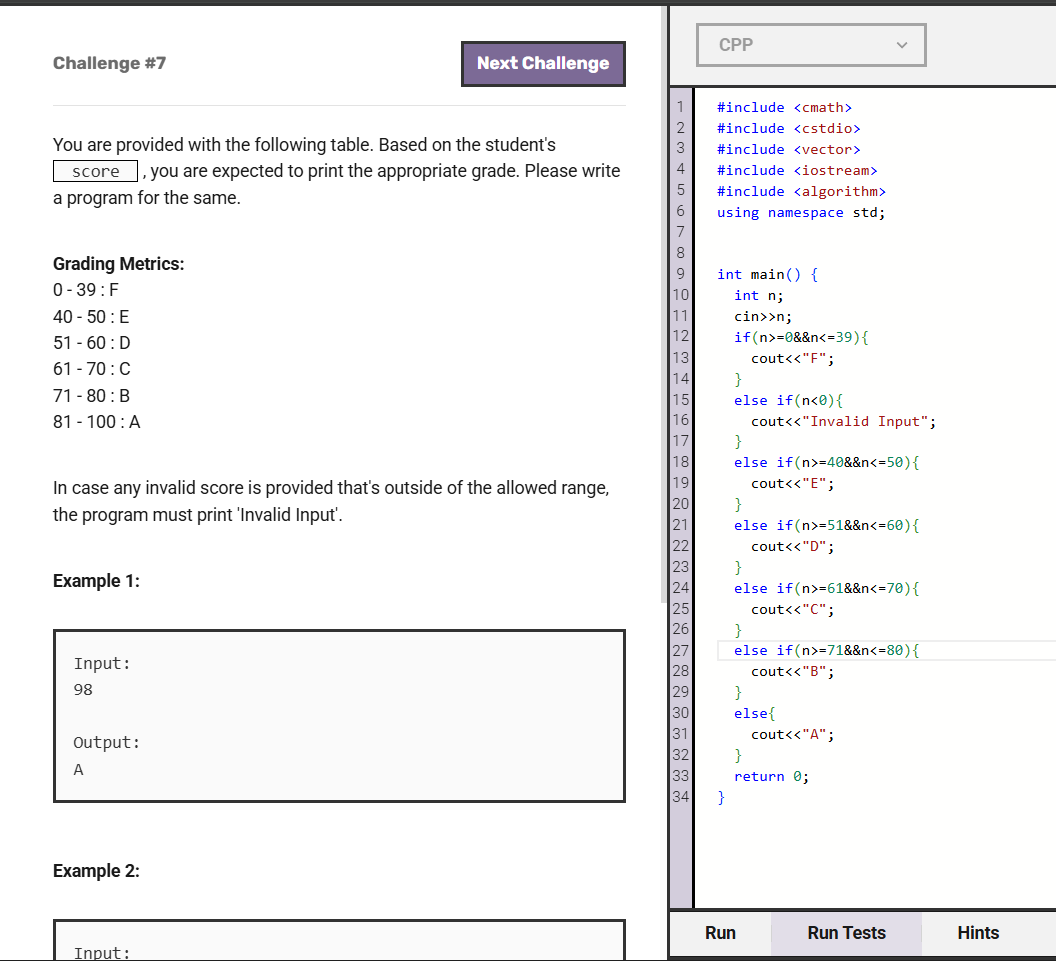 Challenge #7
Next Challenge
You are provided with the following table. Based on the student's
score , you are expected to print the appropriate grade. Please write
a program for the same.
Grading Metrics:
0 - 39 : F
40 - 50 : E
51 - 60 : D
61 - 70 : C
71 - 80 : B
81 - 100 : A
In case any invalid score is provided that's outside of the allowed range,
the program must print 'Invalid Input'.
Example 1:
Input:
98
Output:
A
Example 2:
Input:
CPP
1 #include <cmath>
2 #include <cstdio>
3 #include <vector>
4 #include <iostream>
5 #include <algorithm>
6 using namespace std;
7
8
9 int main() {
10   int n;
11   cin>>n;
12   if(n>=0&&n<=39){
13     cout<<"F";
14   }
15   else if(n<0){
16     cout<<"Invalid Input";
17   }
18   else if(n>=40&&n<=50){
19     cout<<"E";
20   }
21   else if(n>=51&&n<=60){
22     cout<<"D";
23   }
24   else if(n>=61&&n<=70){
25     cout<<"C";
26   }
27   else if(n>=71&&n<=80){
28     cout<<"B";
29   }
30   else{
31     cout<<"A";
32   }
33   return 0;
34 }
Run
Run Tests
Hints